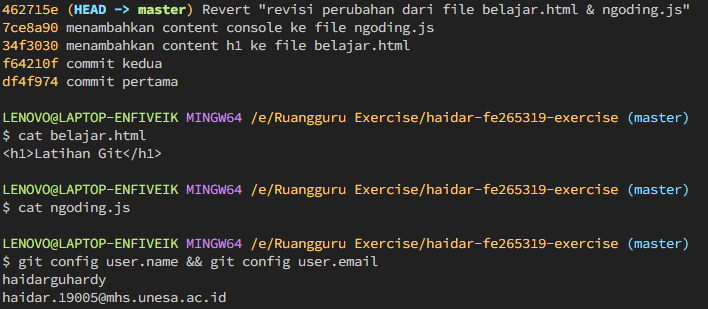 462715e (HEAD -> master) Revert "revisi perubahan dari file belajar.html & ngoding.js"
7ce8a90 menambahkan content console ke file ngoding.js
34f3030 menambahkan content h1 ke file belajar.html
f64210f commit kedua
df4f974 commit pertama
LENOVO@LAPTOP-ENFIVEIK MINGW64 /e/Ruangguru Exercise/haidar-fe265319-exercise (master)
$ cat belajar.html
<h1>Latihan Git</h1>
LENOVO@LAPTOP-ENFIVEIK MINGW64 /e/Ruangguru Exercise/haidar-fe265319-exercise (master)
$ cat ngoding.js
LENOVO@LAPTOP-ENFIVEIK MINGW64 /e/Ruangguru Exercise/haidar-fe265319-exercise (master)
$ git config user.name && git config user.email
haidarguhardy
haidar.19005@mhs.unesa.ac.id